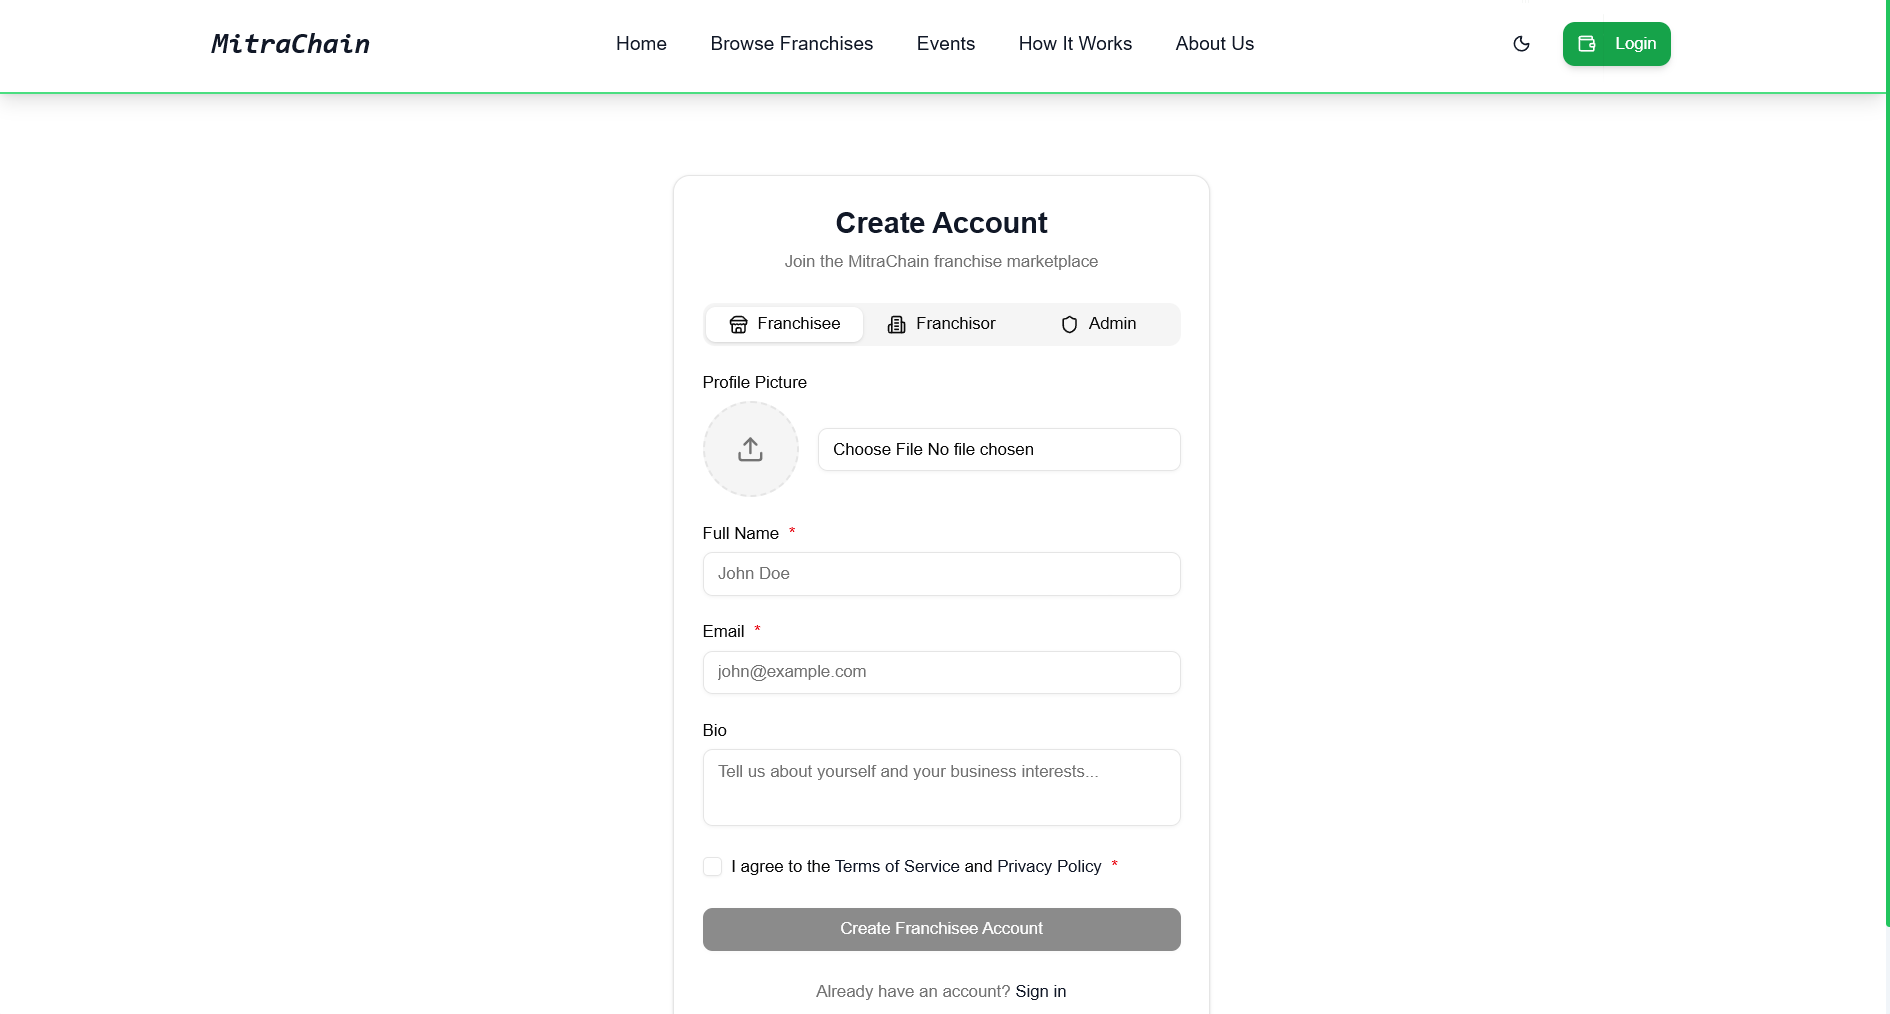 MitraChain
Home Browse Franchises Events How It Works About Us
Login
Create Account
Join the MitraChain franchise marketplace
Franchisee Franchisor Admin
Profile Picture
Choose File No file chosen
Full Name *
John Doe
Email *
john@example.com
Bio
Tell us about yourself and your business interests...
I agree to the Terms of Service and Privacy Policy *
Create Franchisee Account
Already have an account? Sign in